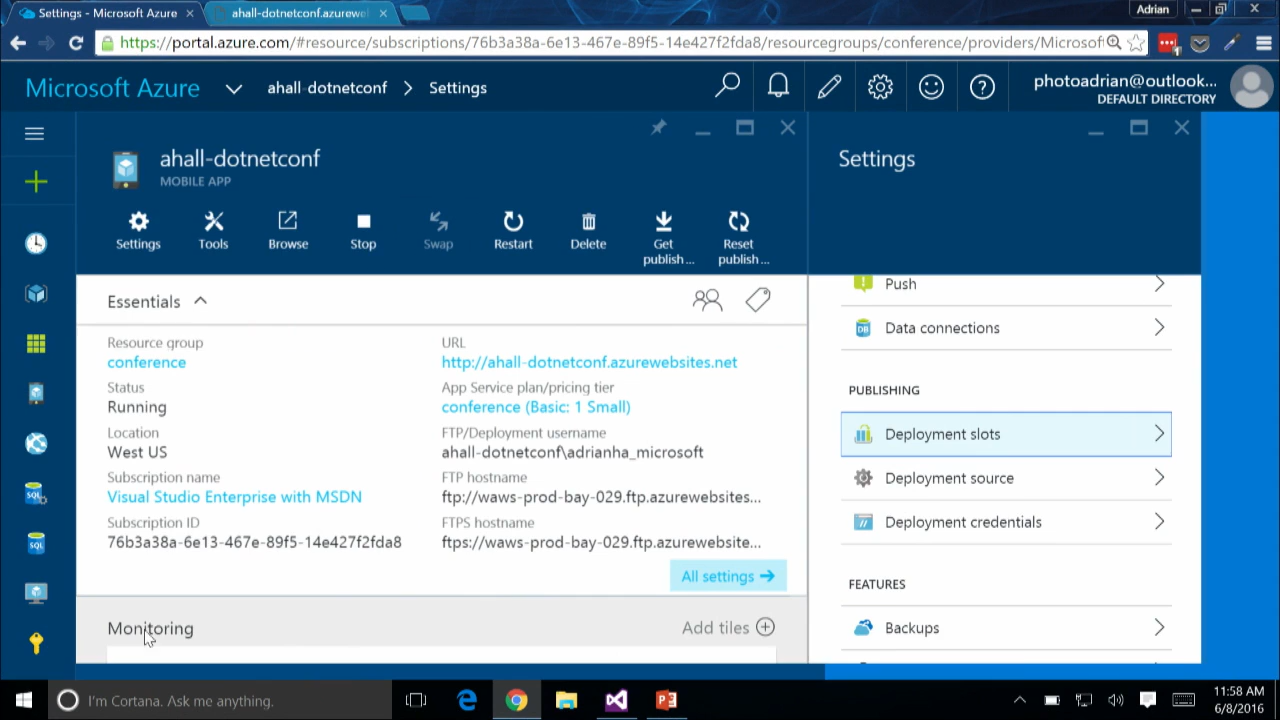 Settings - Microsoft Azure
ahall-dotnetconf.azurewe
Adrian
https://portal.azure.com/#resource/subscriptions/76b3a38a-6e13-467e-89f5-14e427f2fda8/resourcegroups/conference/providers/Microsof
Microsoft Azure
ahall-dotnetconf > Settings
photoadrian@outlook...
DEFAULT DIRECTORY
ahall-dotnetconf
MOBILE APP
Settings
Tools
Browse
Stop
Swap
Restart
Delete
Get
publish ...
Reset
publish ...
Essentials
Resource group
conference
Status
Running
Location
West US
Subscription name
Visual Studio Enterprise with MSDN
Subscription ID
76b3a38a-6e13-467e-89f5-14e427f2fda8
URL
http://ahall-dotnetconf.azurewebsites.net
App Service plan/pricing tier
conference (Basic: 1 Small)
FTP/Deployment username
ahall-dotnetconf\adrianha_microsoft
FTP hostname
ftp://waws-prod-bay-029.ftp.azurewebsites...
FTPS hostname
ftps://waws-prod-bay-029.ftp.azurewebsite...
All settings
Monitoring
Add tiles
Settings
Push
Data connections
PUBLISHING
Deployment slots
Deployment source
Deployment credentials
FEATURES
Backups
I'm Cortana. Ask me anything.
11:58 AM
6/8/2016